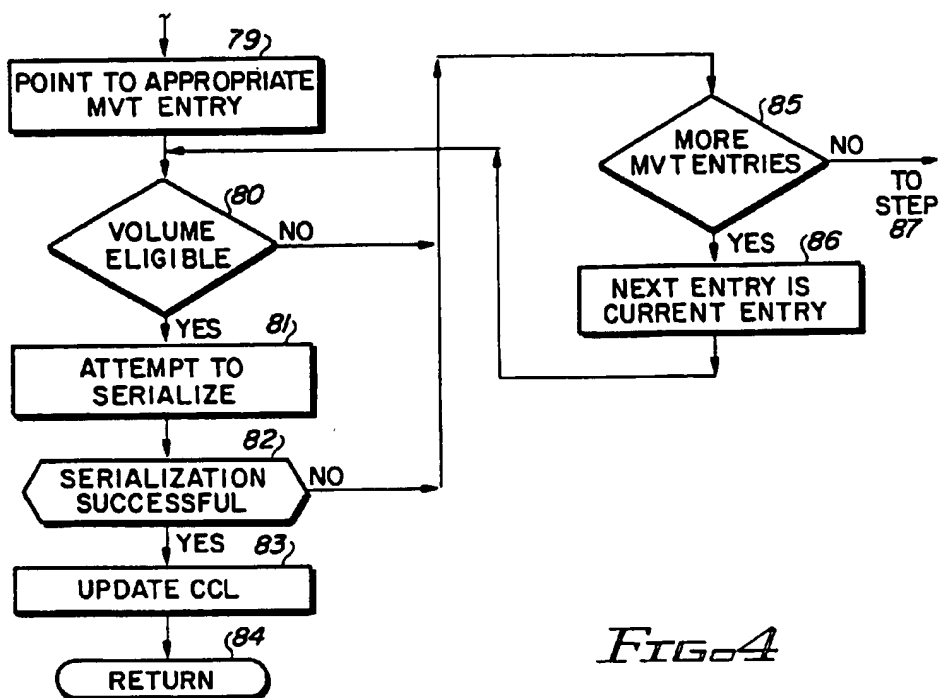 79
POINT TO APPROPRIATE
MVT ENTRY
80
VOLUME
ELIGIBLE
NO
YES
81
ATTEMPT TO
SERIALIZE
82
SERIALIZATION
SUCCESSFUL
NO
YES
83
UPDATE CCL
84
RETURN
85
MORE
MVT ENTRIES
NO
TO
STEP
87
YES
86
NEXT ENTRY IS
CURRENT ENTRY
FIG. 4